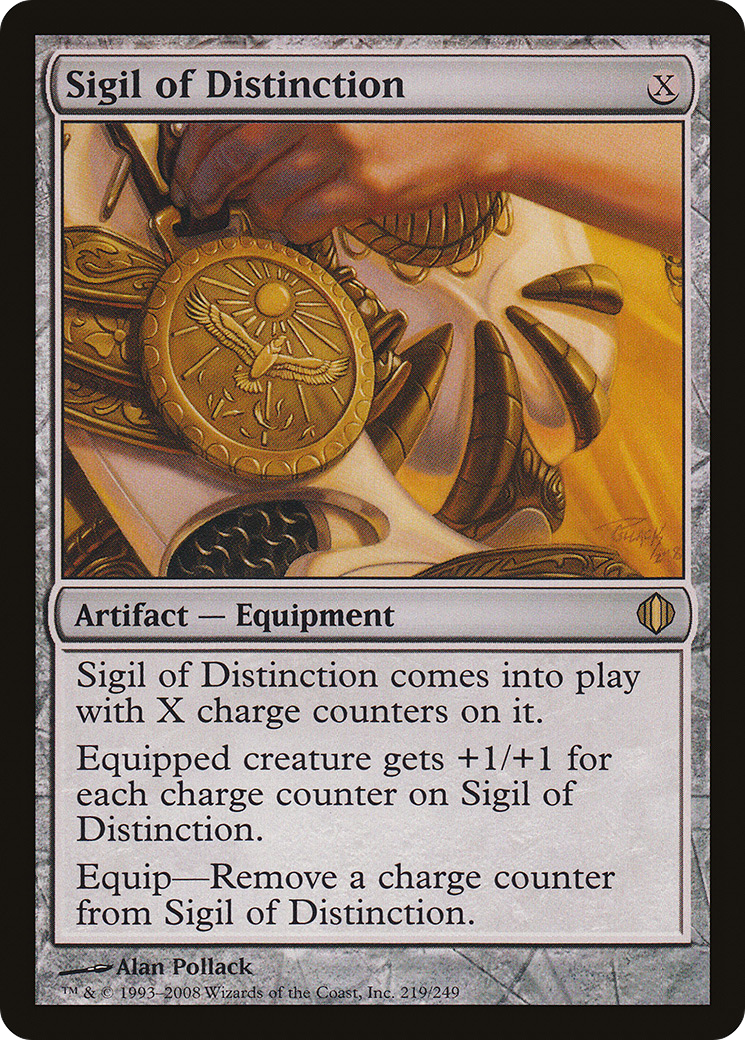 Sigil of Distinction
X
Artifact — Equipment
Sigil of Distinction comes into play
with X charge counters on it.
Equipped creature gets +1/+1 for
each charge counter on Sigil of
Distinction.
Equip—Remove a charge counter
from Sigil of Distinction.
Alan Pollack
™ & © 1993–2008 Wizards of the Coast, Inc. 219/249